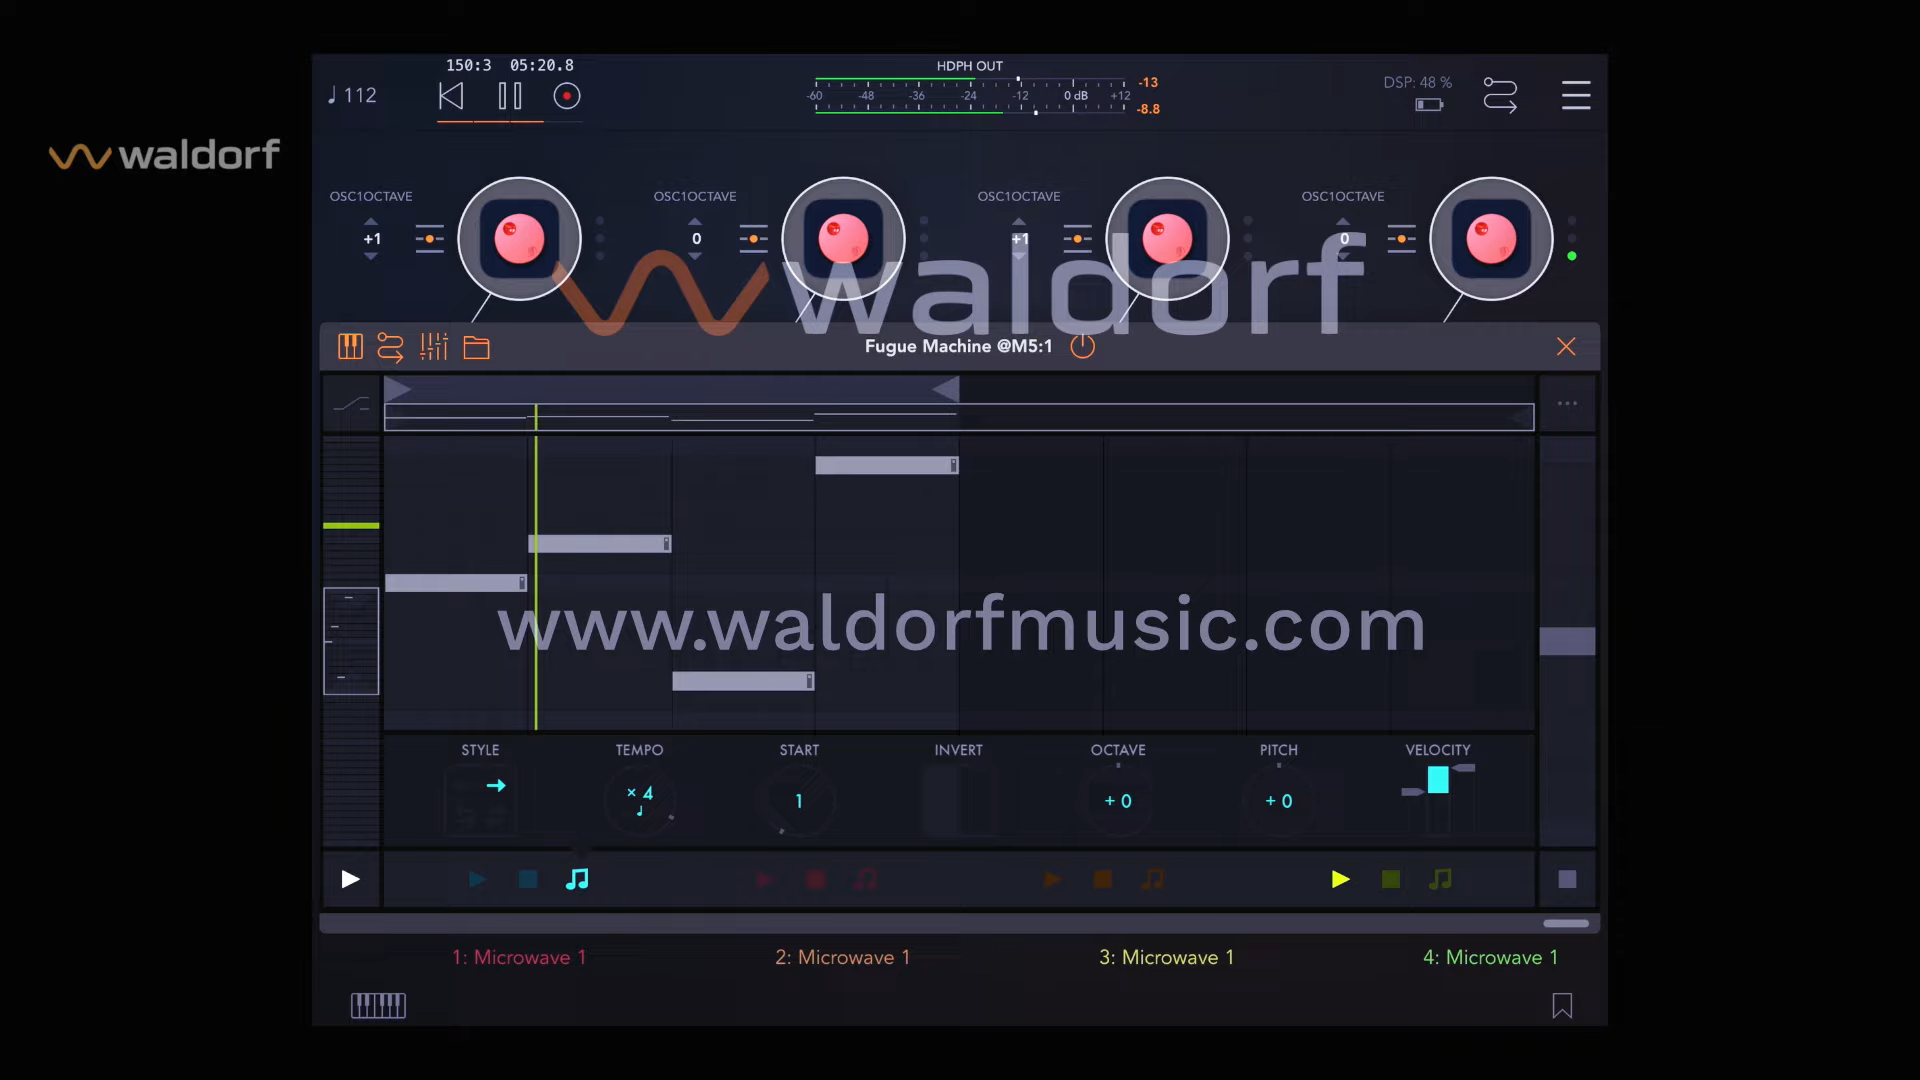 150:3 05:20.8
HDPH OUT
♩ 112
-60 -48 -36 -24 -12 0 dB +12
-13
-8.8
DSP: 48 %
waldorf
OSC1OCTAVE OSC1OCTAVE OSC1OCTAVE OSC1OCTAVE
+1 0 +1 0
waldorf
Fugue Machine @M5:1
www.waldorfmusic.com
STYLE TEMPO START INVERT OCTAVE PITCH VELOCITY
× 4 1 + 0 + 0
1: Microwave 1 2: Microwave 1 3: Microwave 1 4: Microwave 1